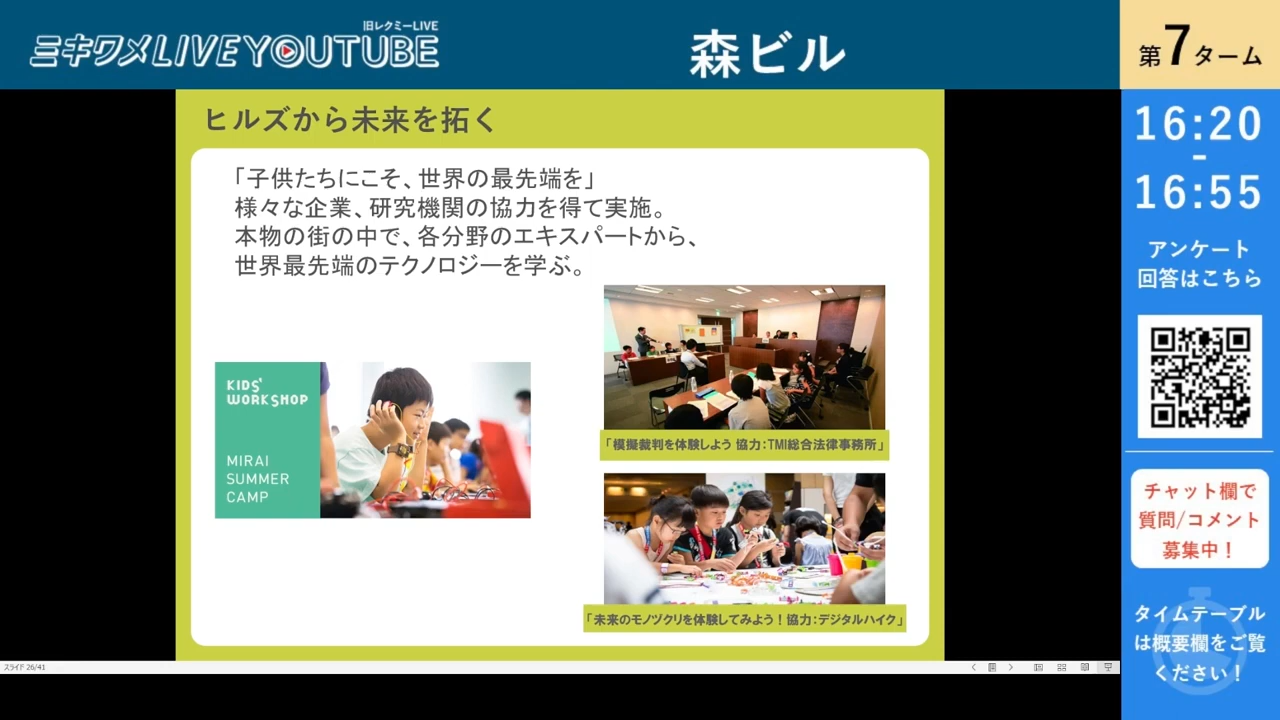 旧レクミーLIVE
ミキワメLIVE YOUTUBE
森ビル
第7ターム
ヒルズから未来を拓く
「子供たちにこそ、世界の最先端を」
様々な企業、研究機関の協力を得て実施。
本物の街の中で、各分野のエキスパートから、
世界最先端のテクノロジーを学ぶ。
KIDS'
WORKSHOP
MIRAI
SUMMER
CAMP
「模擬裁判を体験しよう 協力：TMI総合法律事務所」
「未来のモノヅクリを体験してみよう！協力：デジタルハイク」
16:20
-
16:55
アンケート
回答はこちら
チャット欄で
質問/コメント
募集中！
タイムテーブル
は概要欄をご覧
ください！
スライド 26/41